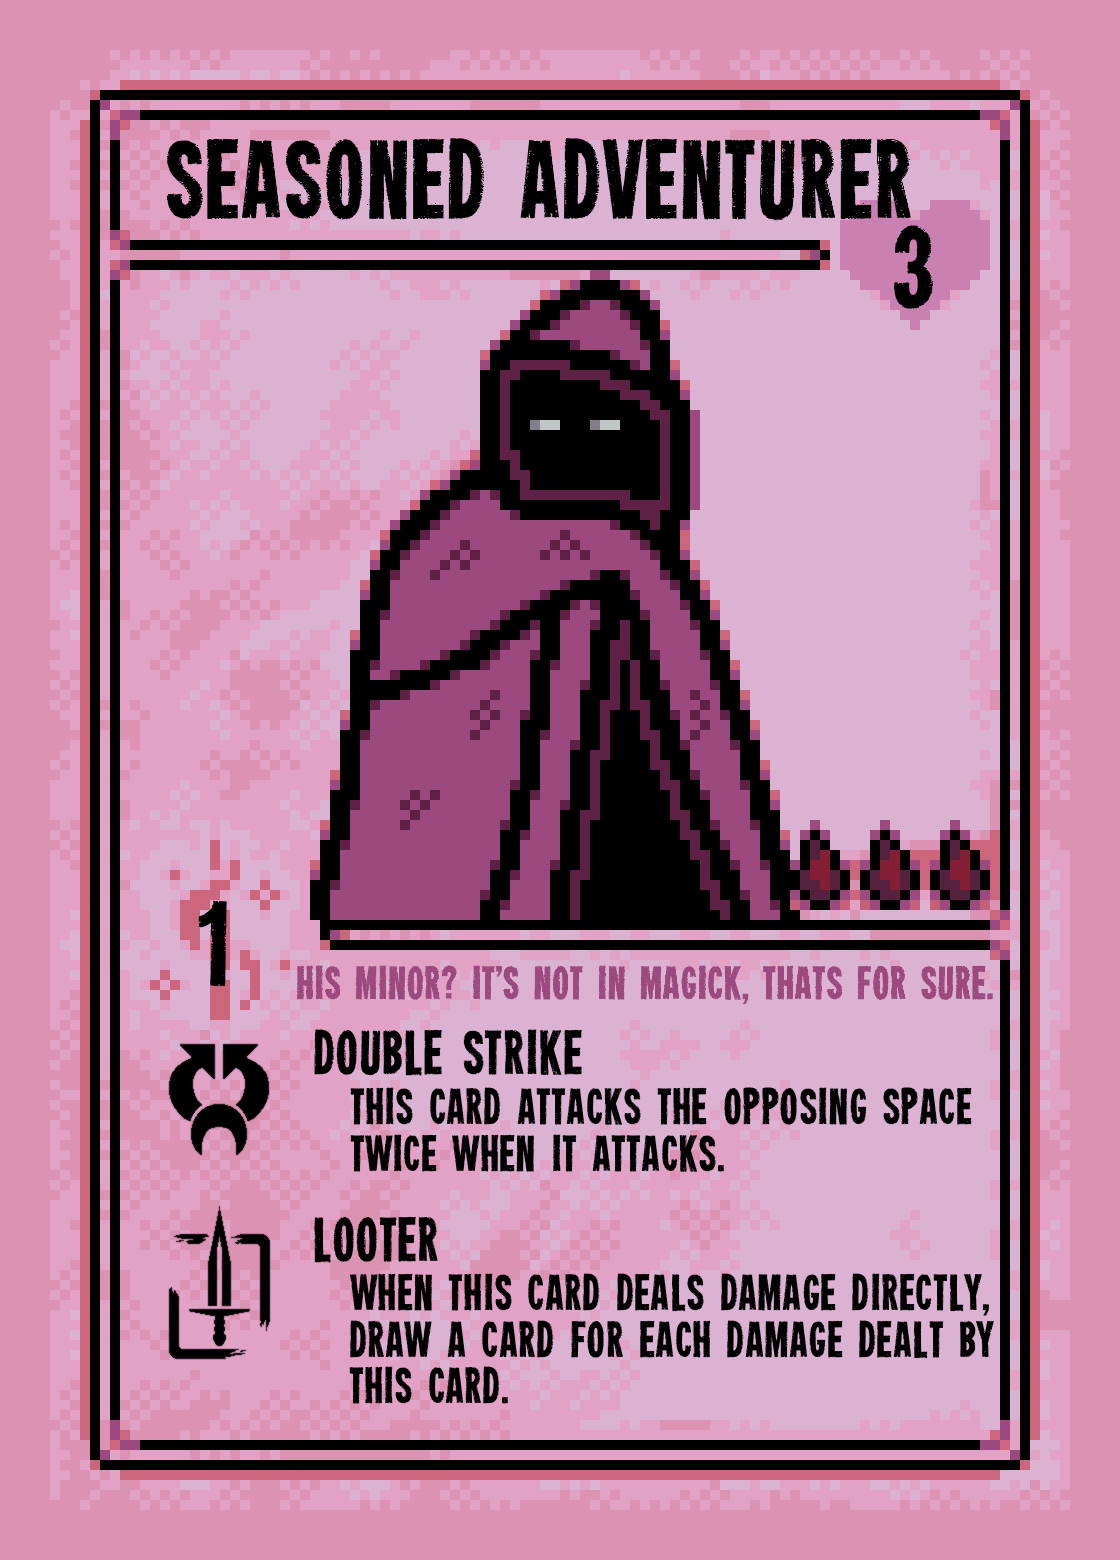 SEASONED ADVENTURER
3
1
HIS MINOR? IT'S NOT IN MAGICK, THATS FOR SURE.
DOUBLE STRIKE
THIS CARD ATTACKS THE OPPOSING SPACE
TWICE WHEN IT ATTACKS.
LOOTER
WHEN THIS CARD DEALS DAMAGE DIRECTLY,
DRAW A CARD FOR EACH DAMAGE DEALT BY
THIS CARD.